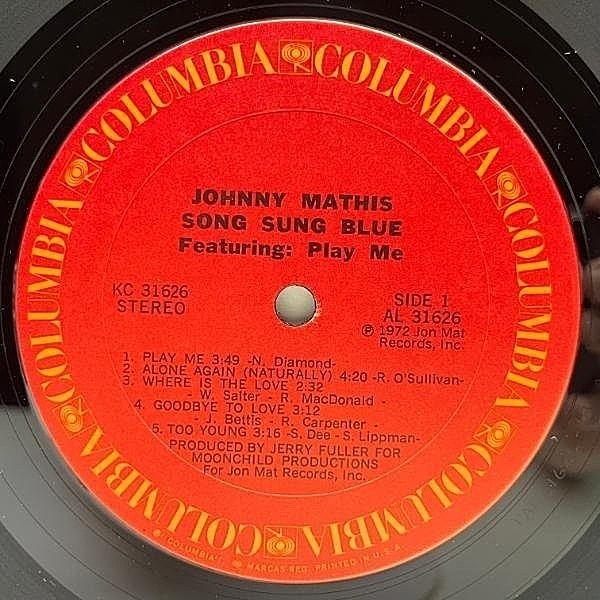 COLUMBIA COLUMBIA COLUMBIA COLUMBIA COLUMBIA COLUMBIA
JOHNNY MATHIS
SONG SUNG BLUE
Featuring: Play Me
KC 31626
STEREO
SIDE 1
AL 31626
℗ 1972 Jon Mat
Records, Inc.
1. PLAY ME 3:49 -N. Diamond-
2. ALONE AGAIN (NATURALLY) 4:20 -R. O'Sullivan-
3. WHERE IS THE LOVE 2:32
- W. Salter - R. MacDonald -
4. GOODBYE TO LOVE 3:12
- J. Bettis - R. Carpenter -
5. TOO YOUNG 3:16 -S. Dee - S. Lippman-
PRODUCED BY JERRY FULLER FOR
MOONCHILD PRODUCTIONS
For Jon Mat Records, Inc.
"COLUMBIA", MARCAS REG. PRINTED IN U.S.A.